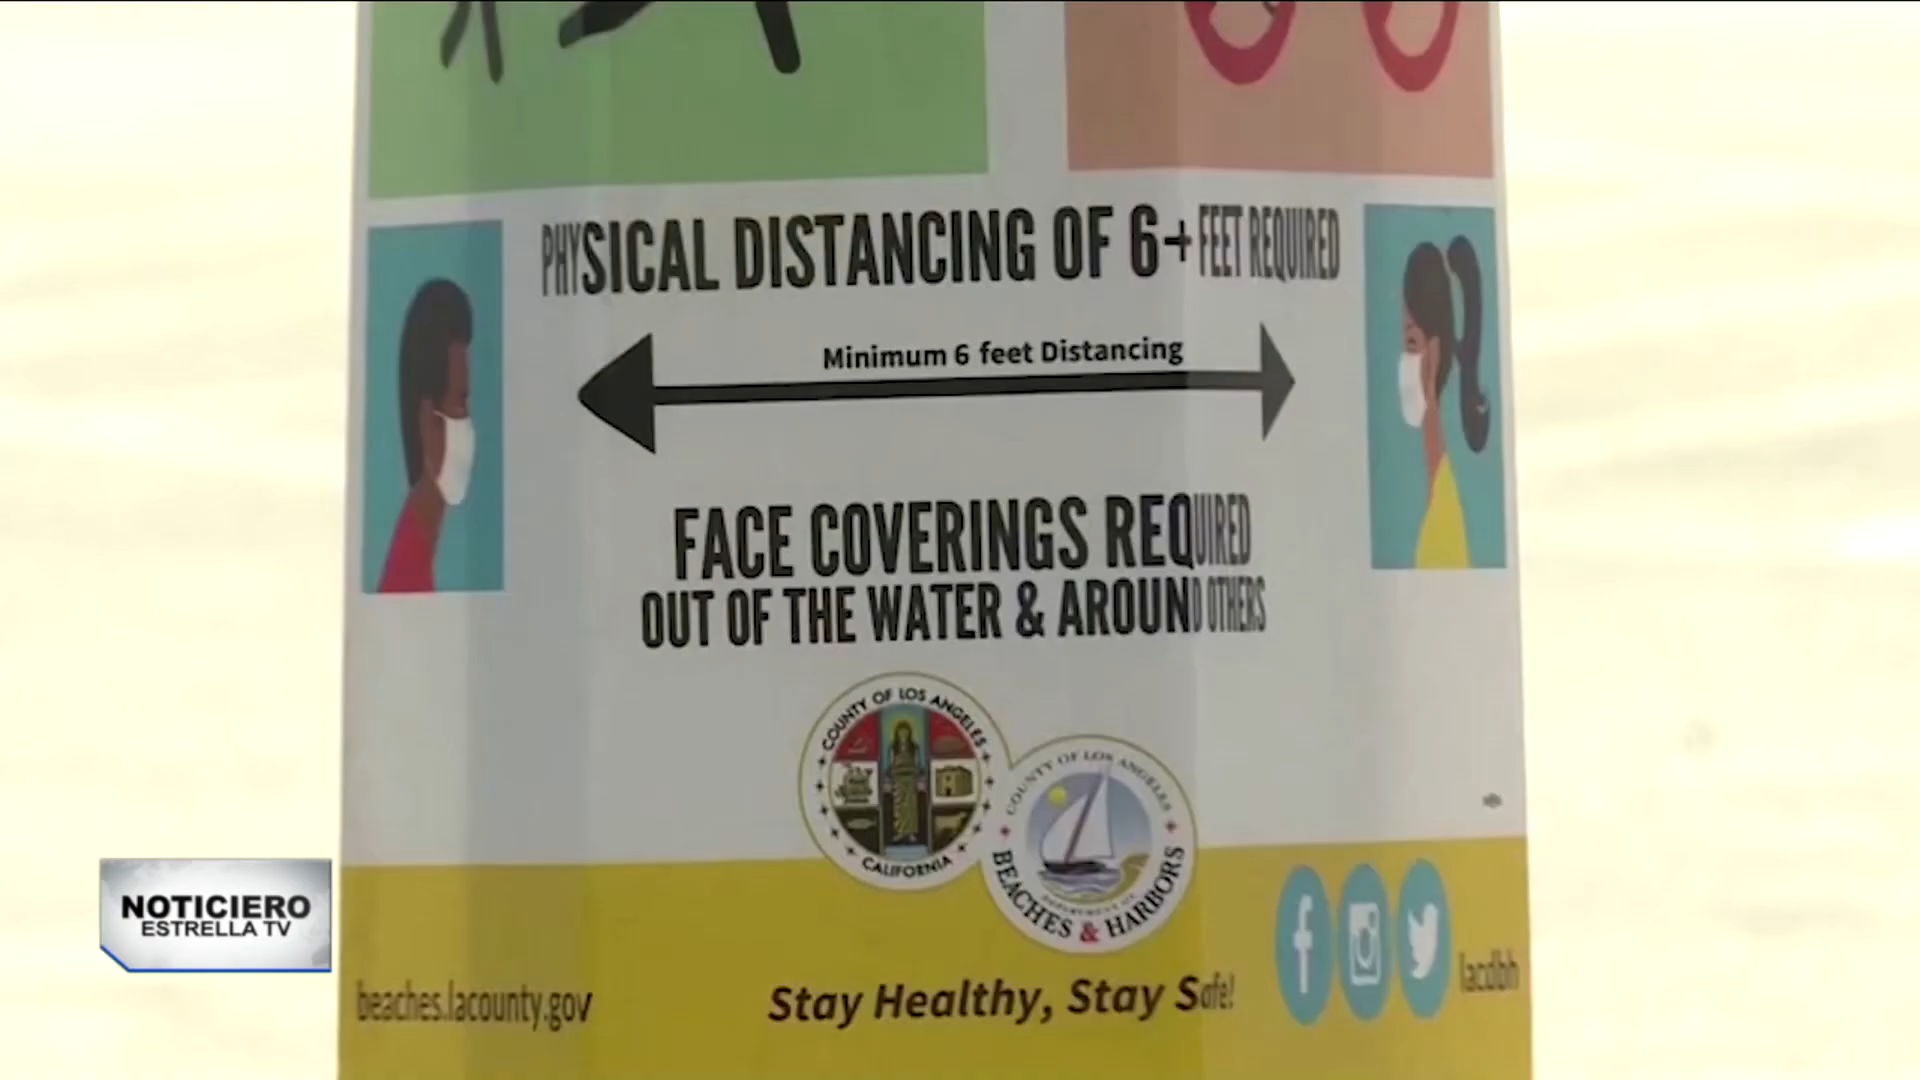 PHYSICAL DISTANCING OF 6+ FEET REQUIRED
Minimum 6 feet Distancing
FACE COVERINGS REQUIRED
OUT OF THE WATER & AROUND OTHERS
COUNTY OF LOS ANGELES
CALIFORNIA
COUNTY OF LOS ANGELES
DEPARTMENT OF
BEACHES & HARBORS
NOTICIERO
ESTRELLA TV
beaches.lacounty.gov
Stay Healthy, Stay Safe!
lacdbh